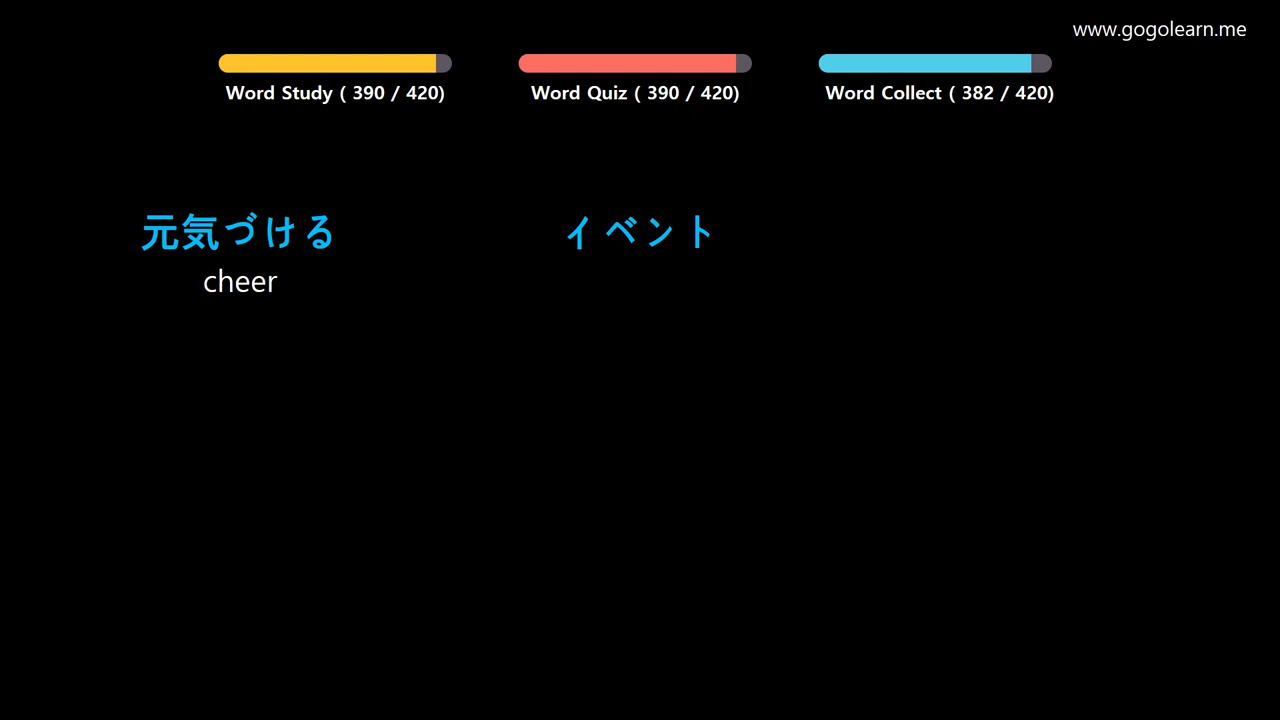 www.gogolearn.me
Word Study ( 390 / 420)
Word Quiz ( 390 / 420)
Word Collect ( 382 / 420)
元気づける
cheer
イベント